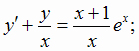 y' + y/x = (x+1)/x e^x;